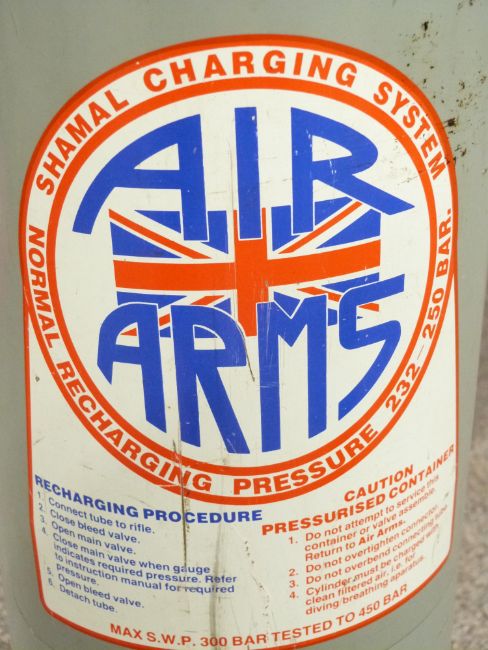 SHAMAL CHARGING SYSTEM
AIR
ARMS
NORMAL RECHARGING PRESSURE 232-250 BAR.
RECHARGING PROCEDURE
1. Connect tube to rifle.
2. Close bleed valve.
3. Open main valve.
4. Close main valve when gauge
indicates required pressure. Refer
to instruction manual for required
pressure.
5. Open bleed valve.
6. Detach tube.
CAUTION
PRESSURISED CONTAINER
1. Do not attempt to service this
container or valve assemble.
Return to Air Arms.
2. Do not overtighten connector.
3. Do not overbend connecting tube
4. Cylinder must be charged with
clean filtered air, i.e.
diving/breathing apparatus.
MAX S.W.P. 300 BAR TESTED TO 450 BAR